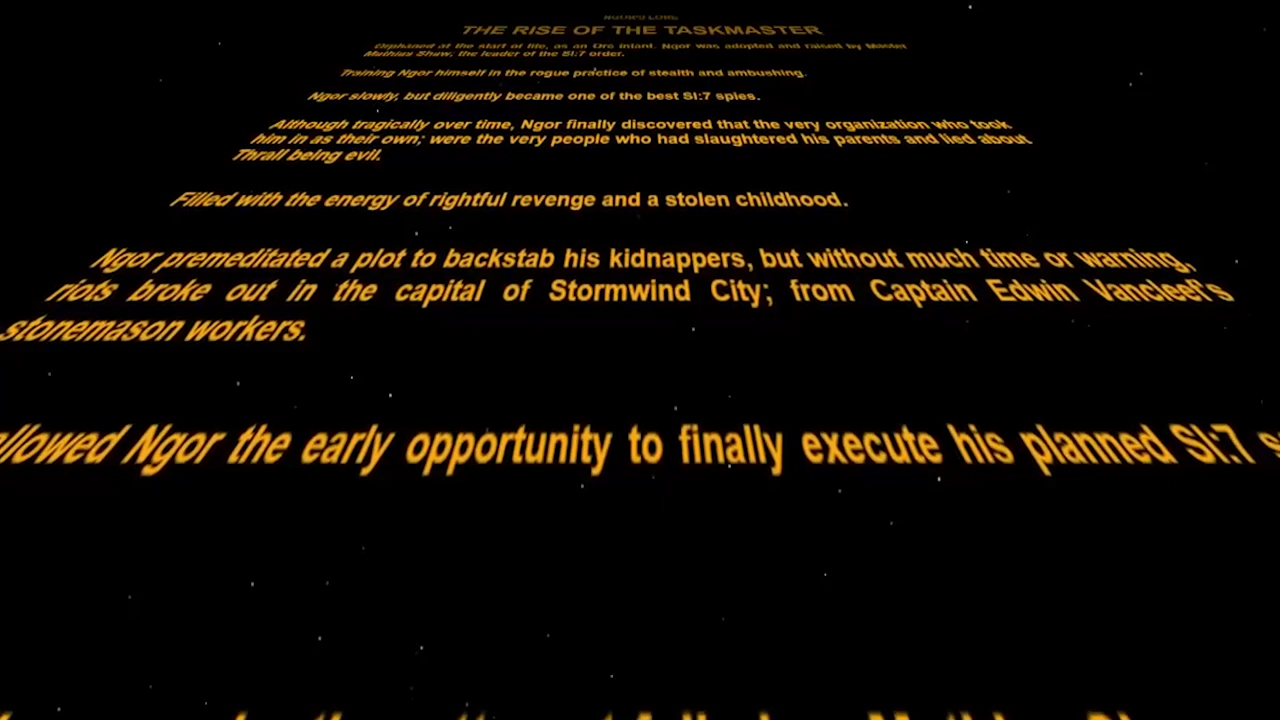 NGOR'S LORE
THE RISE OF THE TASKMASTER
Orphaned at the start of life, as an Orc infant. Ngor was adopted and raised by Master
Mathias Shaw, the leader of the SI:7 order.
Training Ngor himself in the rogue practice of stealth and ambushing.
Ngor slowly, but diligently became one of the best SI:7 spies.
Although tragically over time, Ngor finally discovered that the very organization who took
him in as their own; were the very people who had slaughtered his parents and lied about
Thrall being evil.
Filled with the energy of rightful revenge and a stolen childhood.
Ngor premeditated a plot to backstab his kidnappers, but without much time or warning,
riots broke out in the capital of Stormwind City; from Captain Edwin Vancleef's
stonemason workers.
allowed Ngor the early opportunity to finally execute his planned SI:7